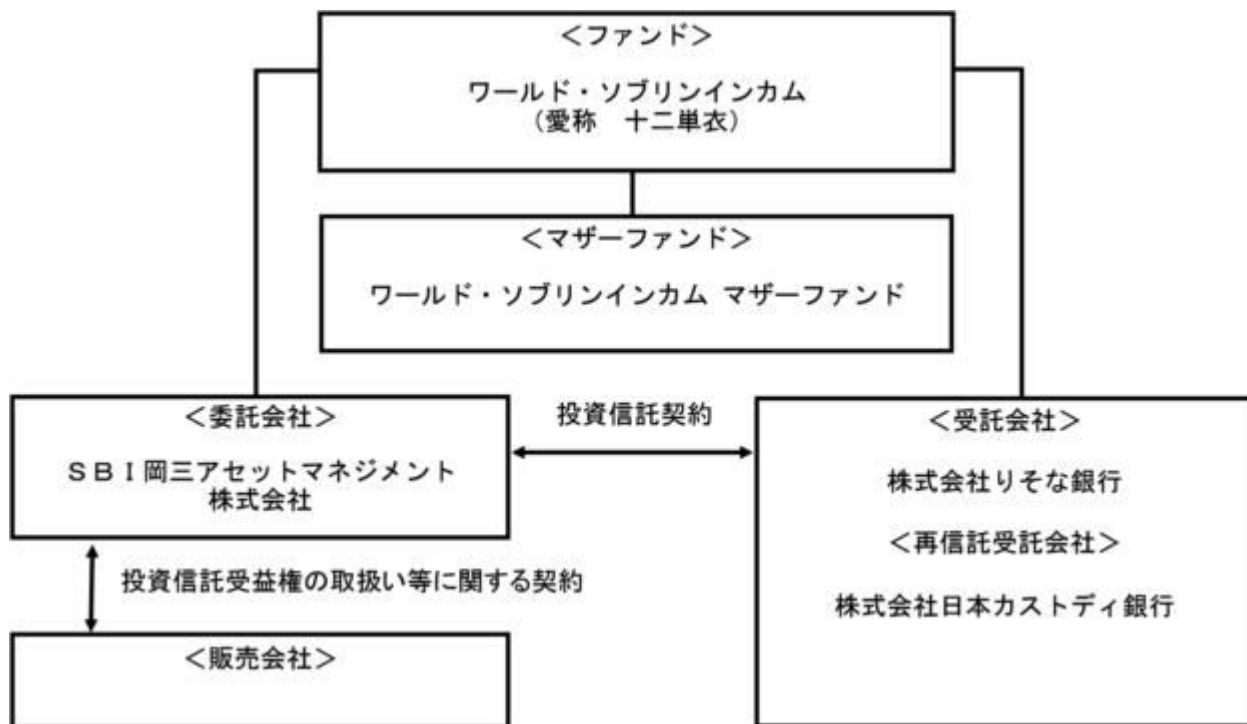 ＜ファンド＞
ワールド・ソブリンインカム
（愛称　十二単衣）
＜マザーファンド＞
ワールド・ソブリンインカム マザーファンド
＜委託会社＞
ＳＢＩ岡三アセットマネジメント
株式会社
投資信託契約
＜受託会社＞
株式会社りそな銀行
＜再信託受託会社＞
株式会社日本カストディ銀行
投資信託受益権の取扱い等に関する契約
＜販売会社＞